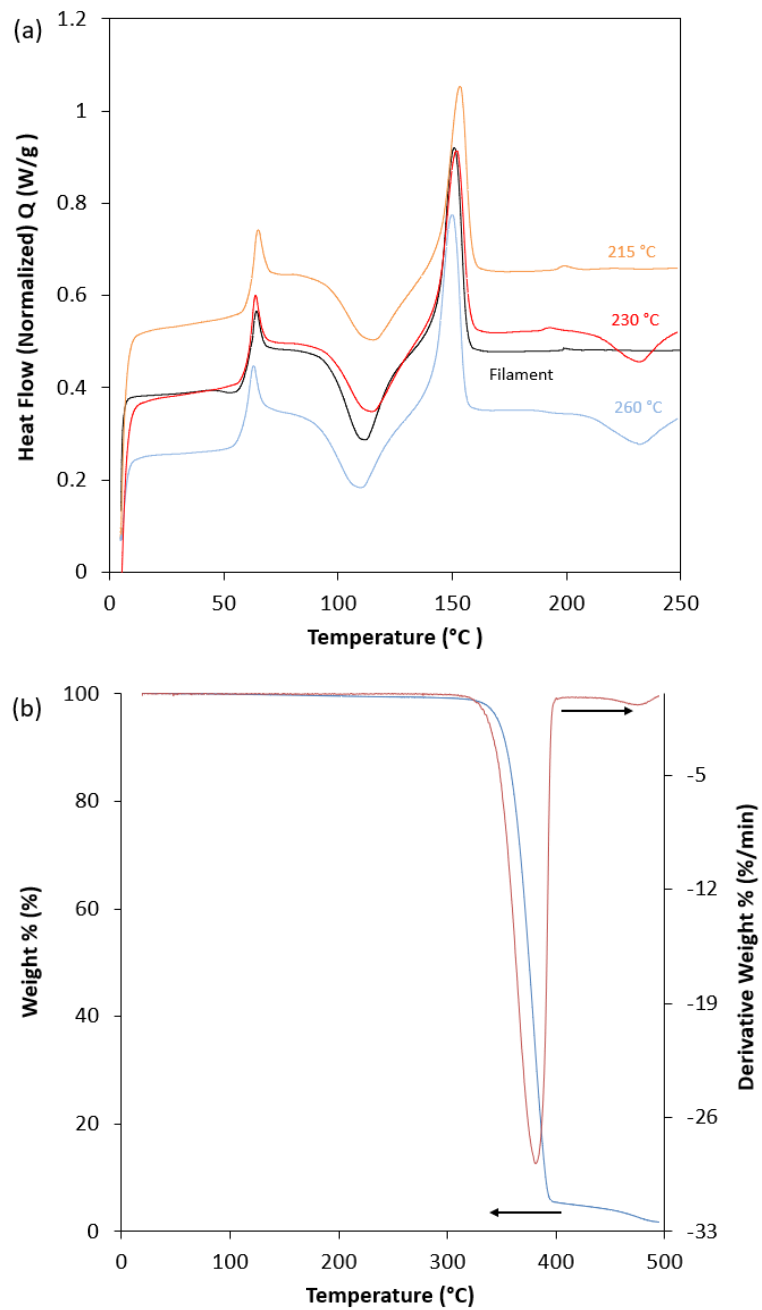 (a)
1.2
1
0.8
0.6
0.4
0.2
0
Heat Flow (Normalized) Q (W/g )
215 °C
230 °C
Filament
260 °C
0 50 100 150 200 250
Temperature (°C )
(b)
100
80
60
40
20
0
Weight % (%)
-5
-12
-19
-26
-33
Derivative Weight % (%/min)
0 100 200 300 400 500
Temperature (°C)